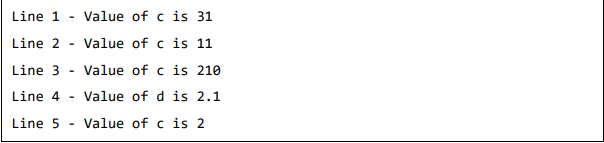 Line 1 - Value of c is 31
Line 2 - Value of c is 11
Line 3 - Value of c is 210
Line 4 - Value of d is 2.1
Line 5 - Value of c is 2